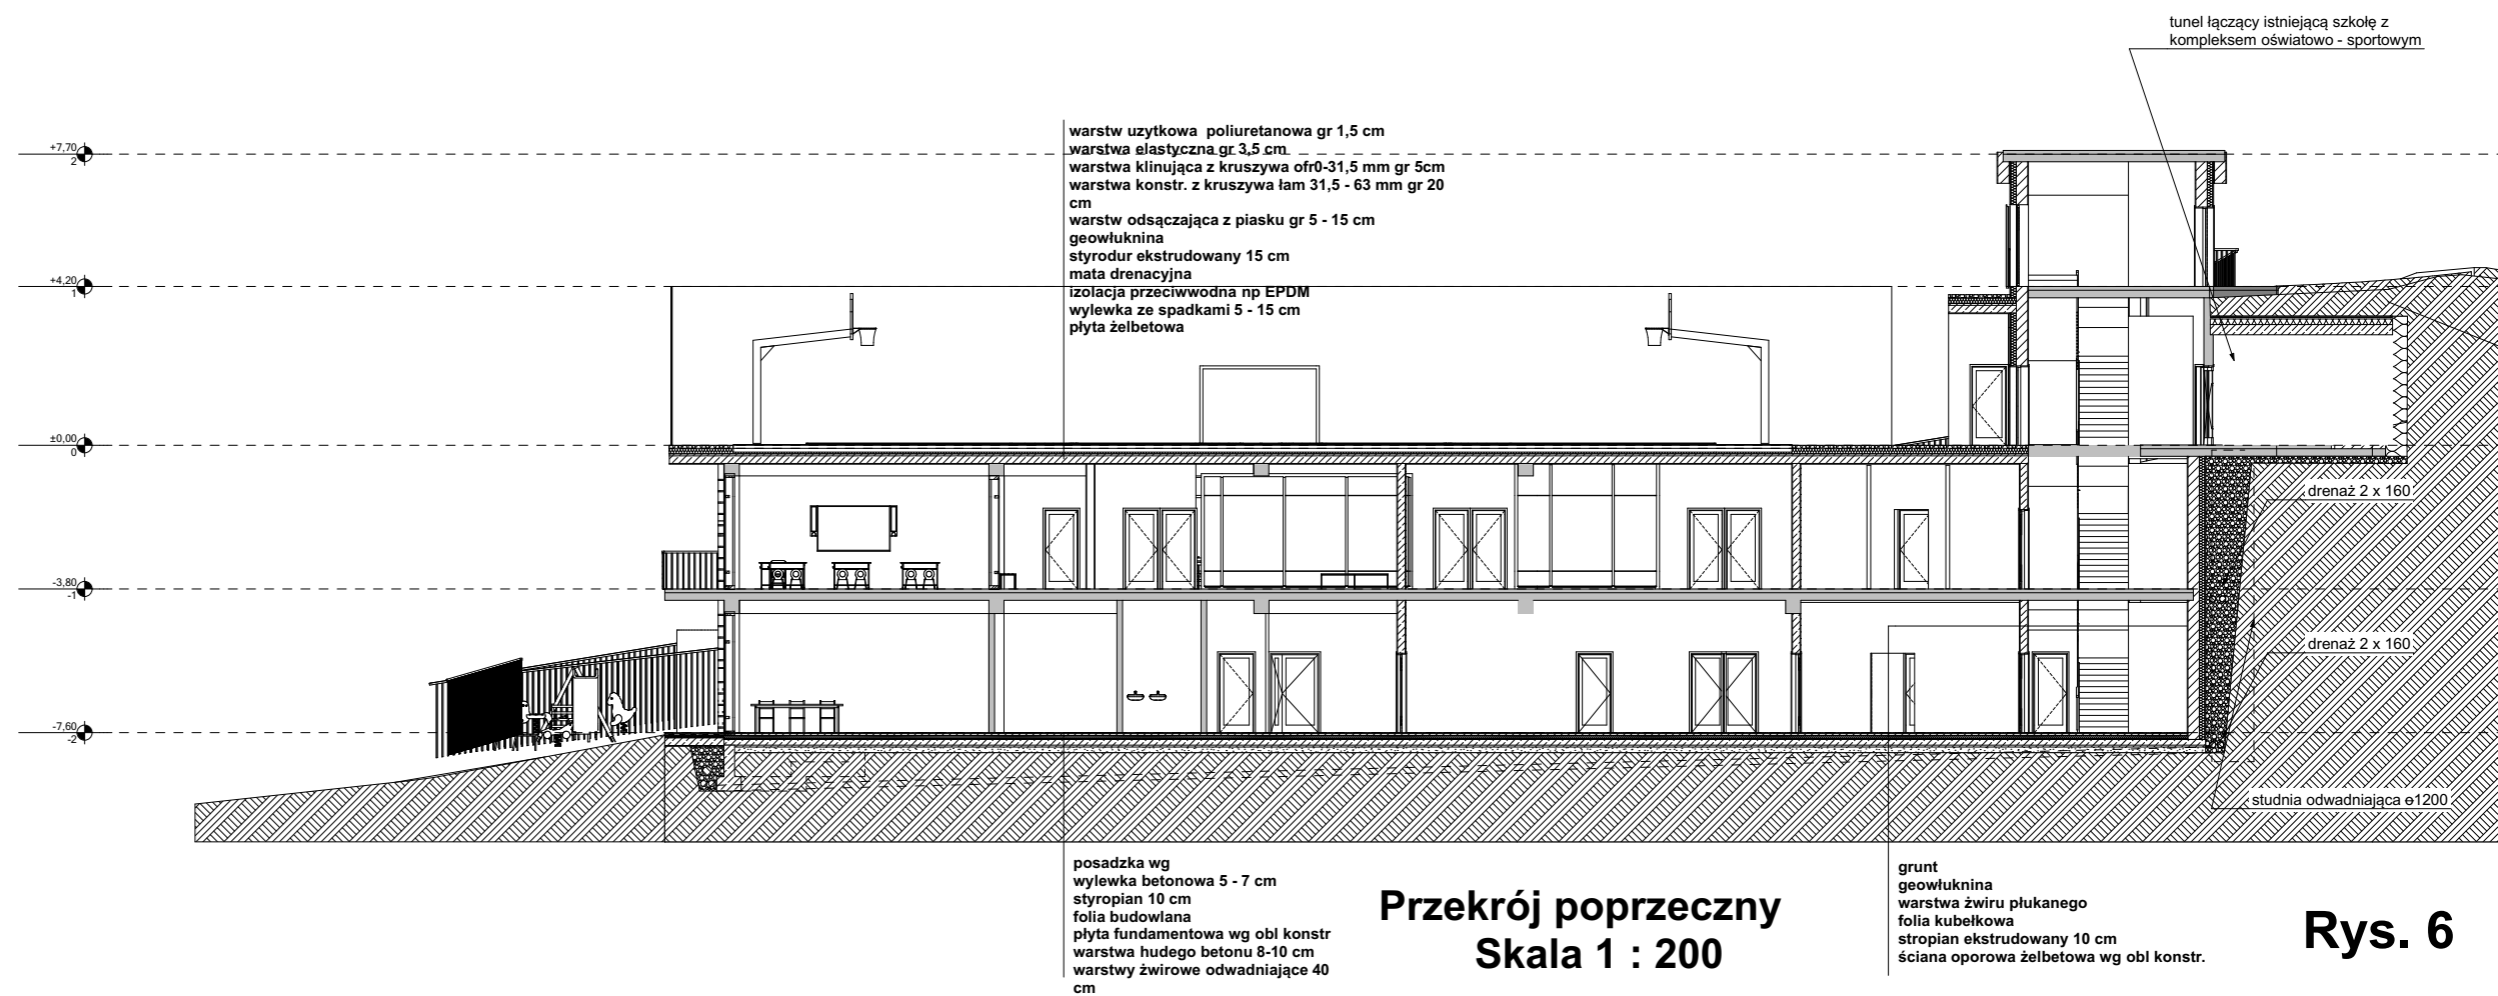 tunel łączący istniejącą szkołę z
kompleksem oświatowo - sportowym
warstw uzytkowa poliuretanowa gr 1,5 cm
warstwa elastyczna gr 3,5 cm
warstwa klinująca z kruszywa ofr0-31,5 mm gr 5cm
warstwa konstr. z kruszywa łam 31,5 - 63 mm gr 20
cm
warstw odsączająca z piasku gr 5 - 15 cm
geowłuknina
styrodur ekstrudowany 15 cm
mata drenacyjna
izolacja przeciwwodna np EPDM
wylewka ze spadkami 5 - 15 cm
płyta żelbetowa
+7,70
2
+4,20
1
±0,00
0
-3,80
-1
-7,60
-2
drenaż 2 x 160
drenaż 2 x 160
studnia odwadniająca ɵ1200
posadzka wg
wylewka betonowa 5 - 7 cm
styropian 10 cm
folia budowlana
płyta fundamentowa wg obl konstr
warstwa hudego betonu 8-10 cm
warstwy żwirowe odwadniające 40
cm
Przekrój poprzeczny
Skala 1 : 200
grunt
geowłuknina
warstwa żwiru płukanego
folia kubełkowa
stropian ekstrudowany 10 cm
ściana oporowa żelbetowa wg obl konstr.
Rys. 6